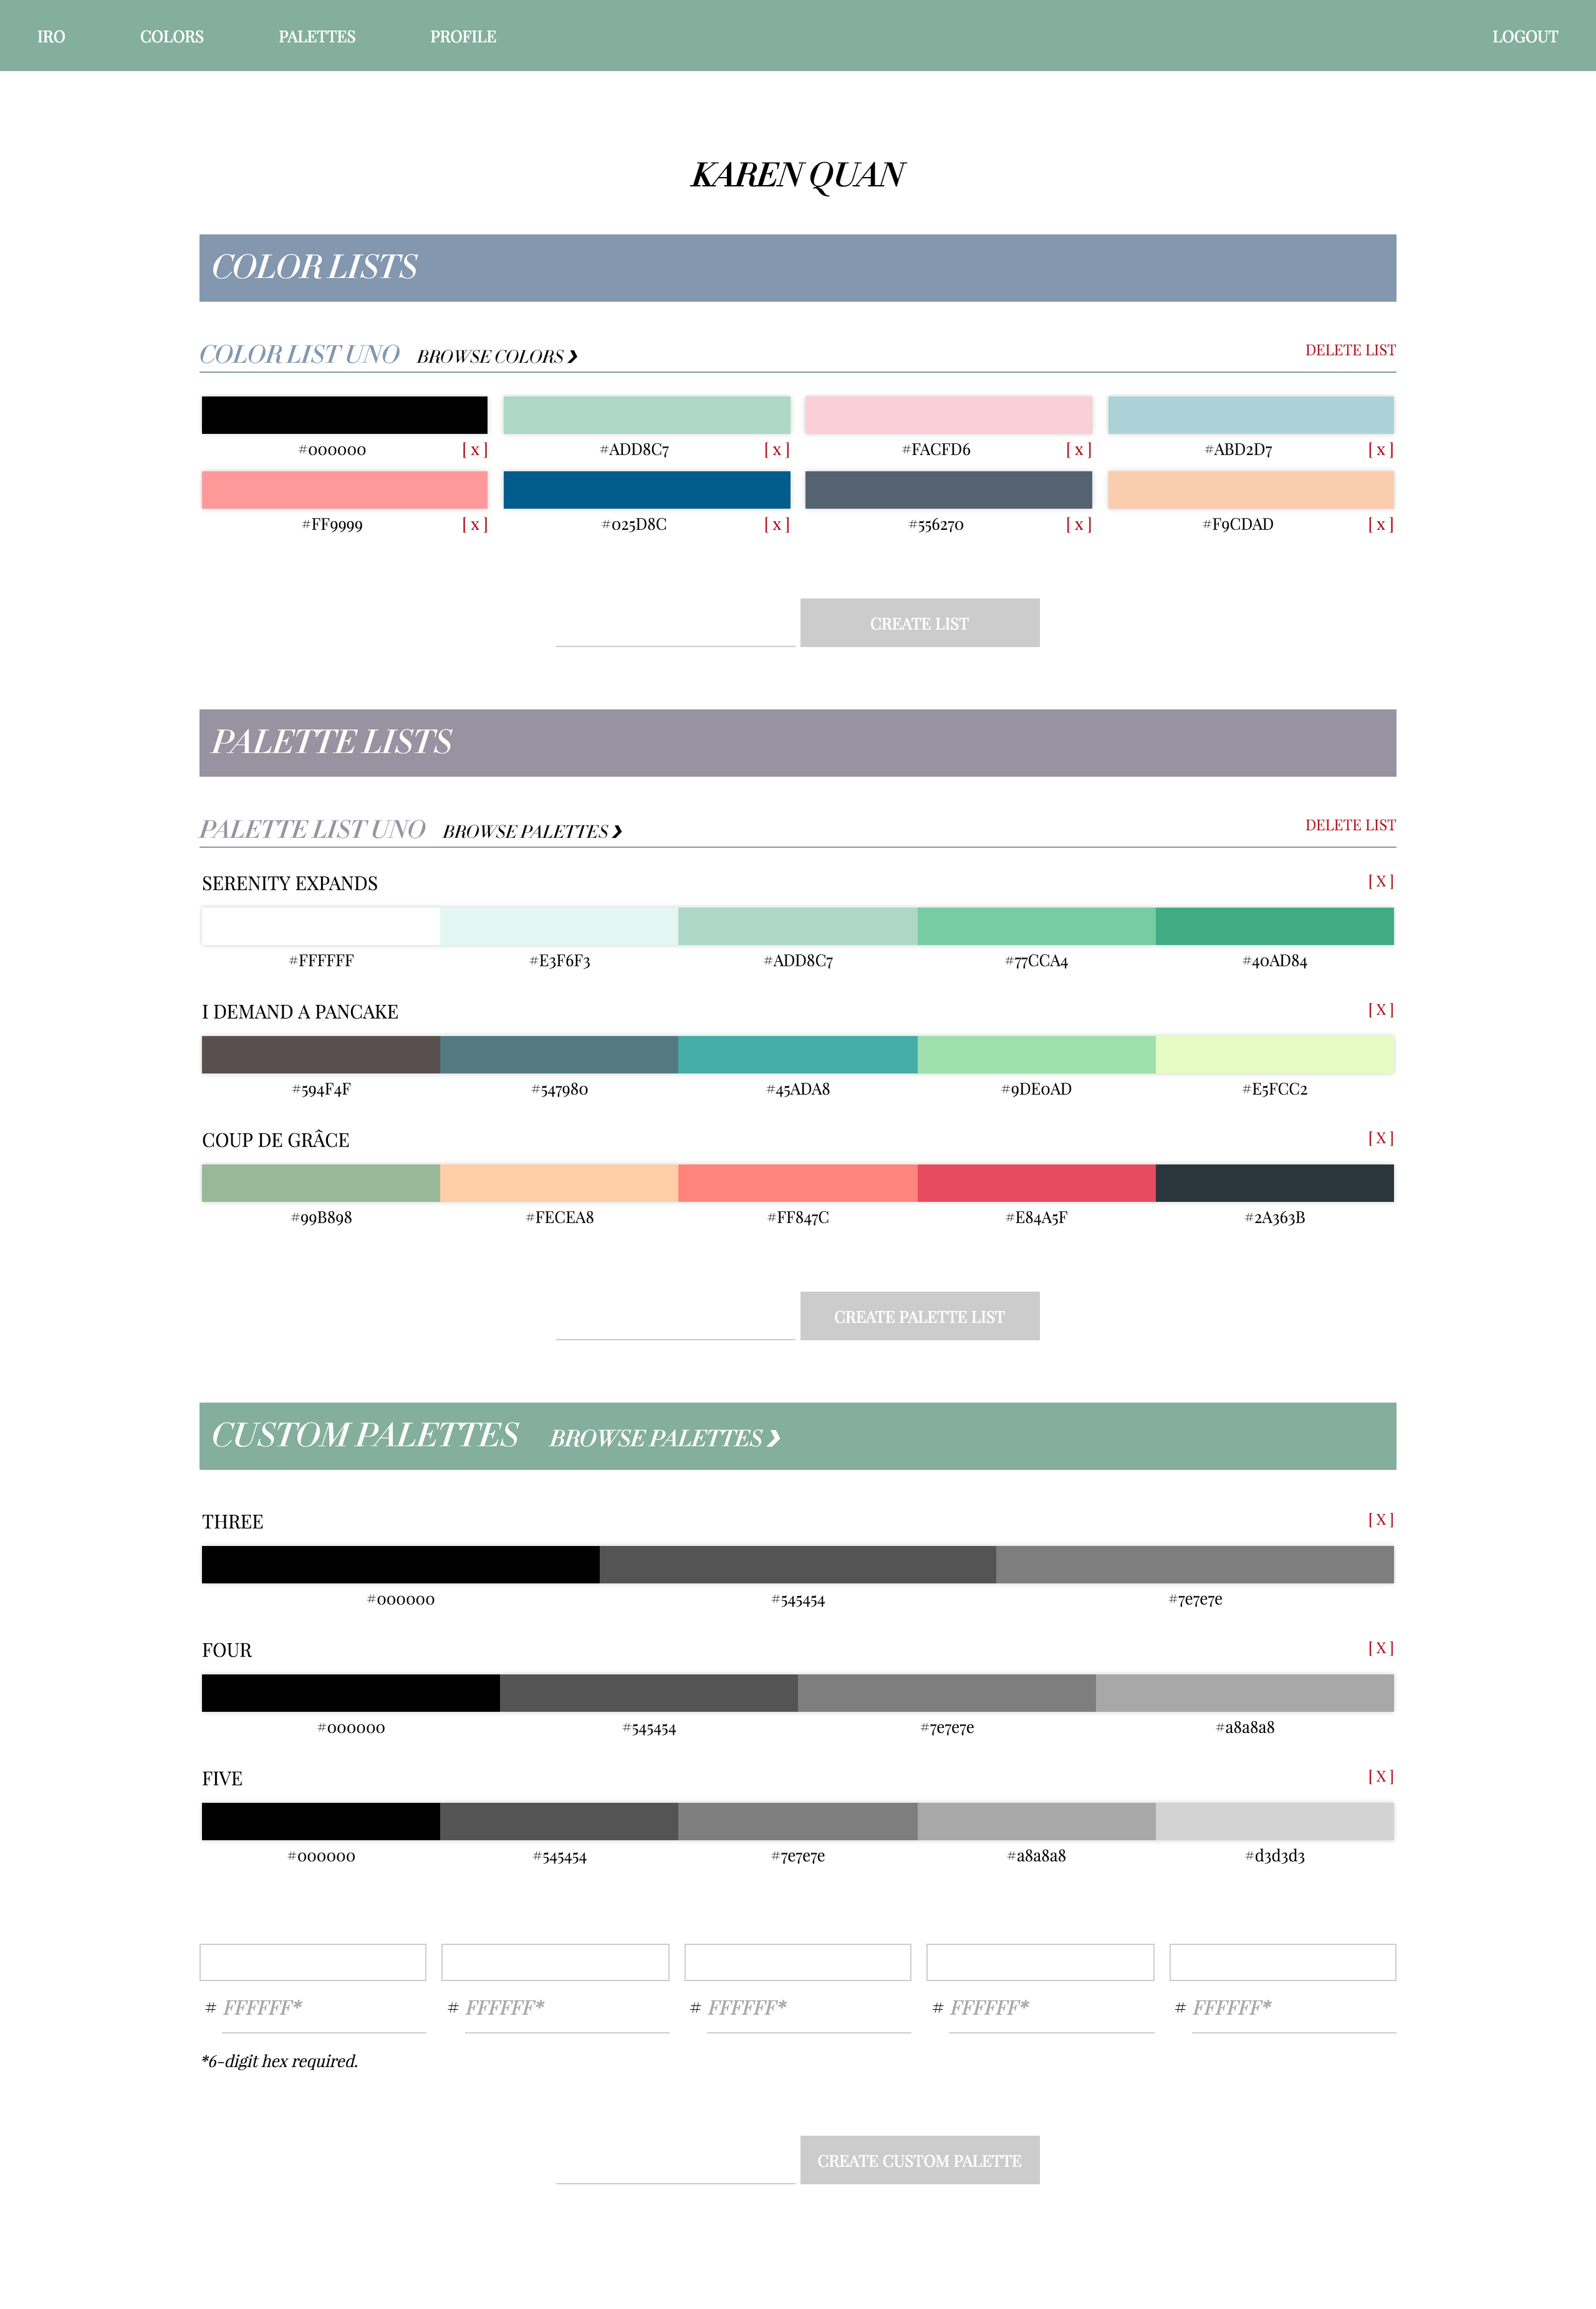 IRO COLORS PALETTES PROFILE LOGOUT
KAREN QUAN
COLOR LISTS
COLOR LIST UNO BROWSE COLORS ❯ DELETE LIST
#000000 [ x ] #ADD8C7 [ x ] #FACFD6 [ x ] #ABD2D7 [ x ]
#FF9999 [ x ] #025D8C [ x ] #556270 [ x ] #F9CDAD [ x ]
CREATE LIST
PALETTE LISTS
PALETTE LIST UNO BROWSE PALETTES ❯ DELETE LIST
SERENITY EXPANDS [ X ]
#FFFFFF #E3F6F3 #ADD8C7 #77CCA4 #40AD84
I DEMAND A PANCAKE [ X ]
#594F4F #547980 #45ADA8 #9DE0AD #E5FCC2
COUP DE GRÂCE [ X ]
#99B898 #FECEA8 #FF847C #E84A5F #2A363B
CREATE PALETTE LIST
CUSTOM PALETTES BROWSE PALETTES ❯
THREE [ X ]
#000000 #545454 #7e7e7e
FOUR [ X ]
#000000 #545454 #7e7e7e #a8a8a8
FIVE [ X ]
#000000 #545454 #7e7e7e #a8a8a8 #d3d3d3
# FFFFFF* # FFFFFF* # FFFFFF* # FFFFFF* # FFFFFF*
*6-digit hex required.
CREATE CUSTOM PALETTE